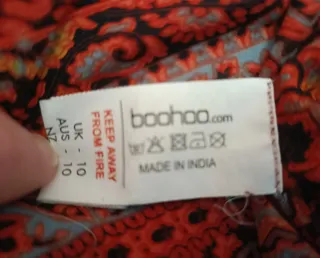 boohoo.com
MADE IN INDIA
KEEP AWAY
FROM FIRE
UK - 10
AUS - 10
NZ